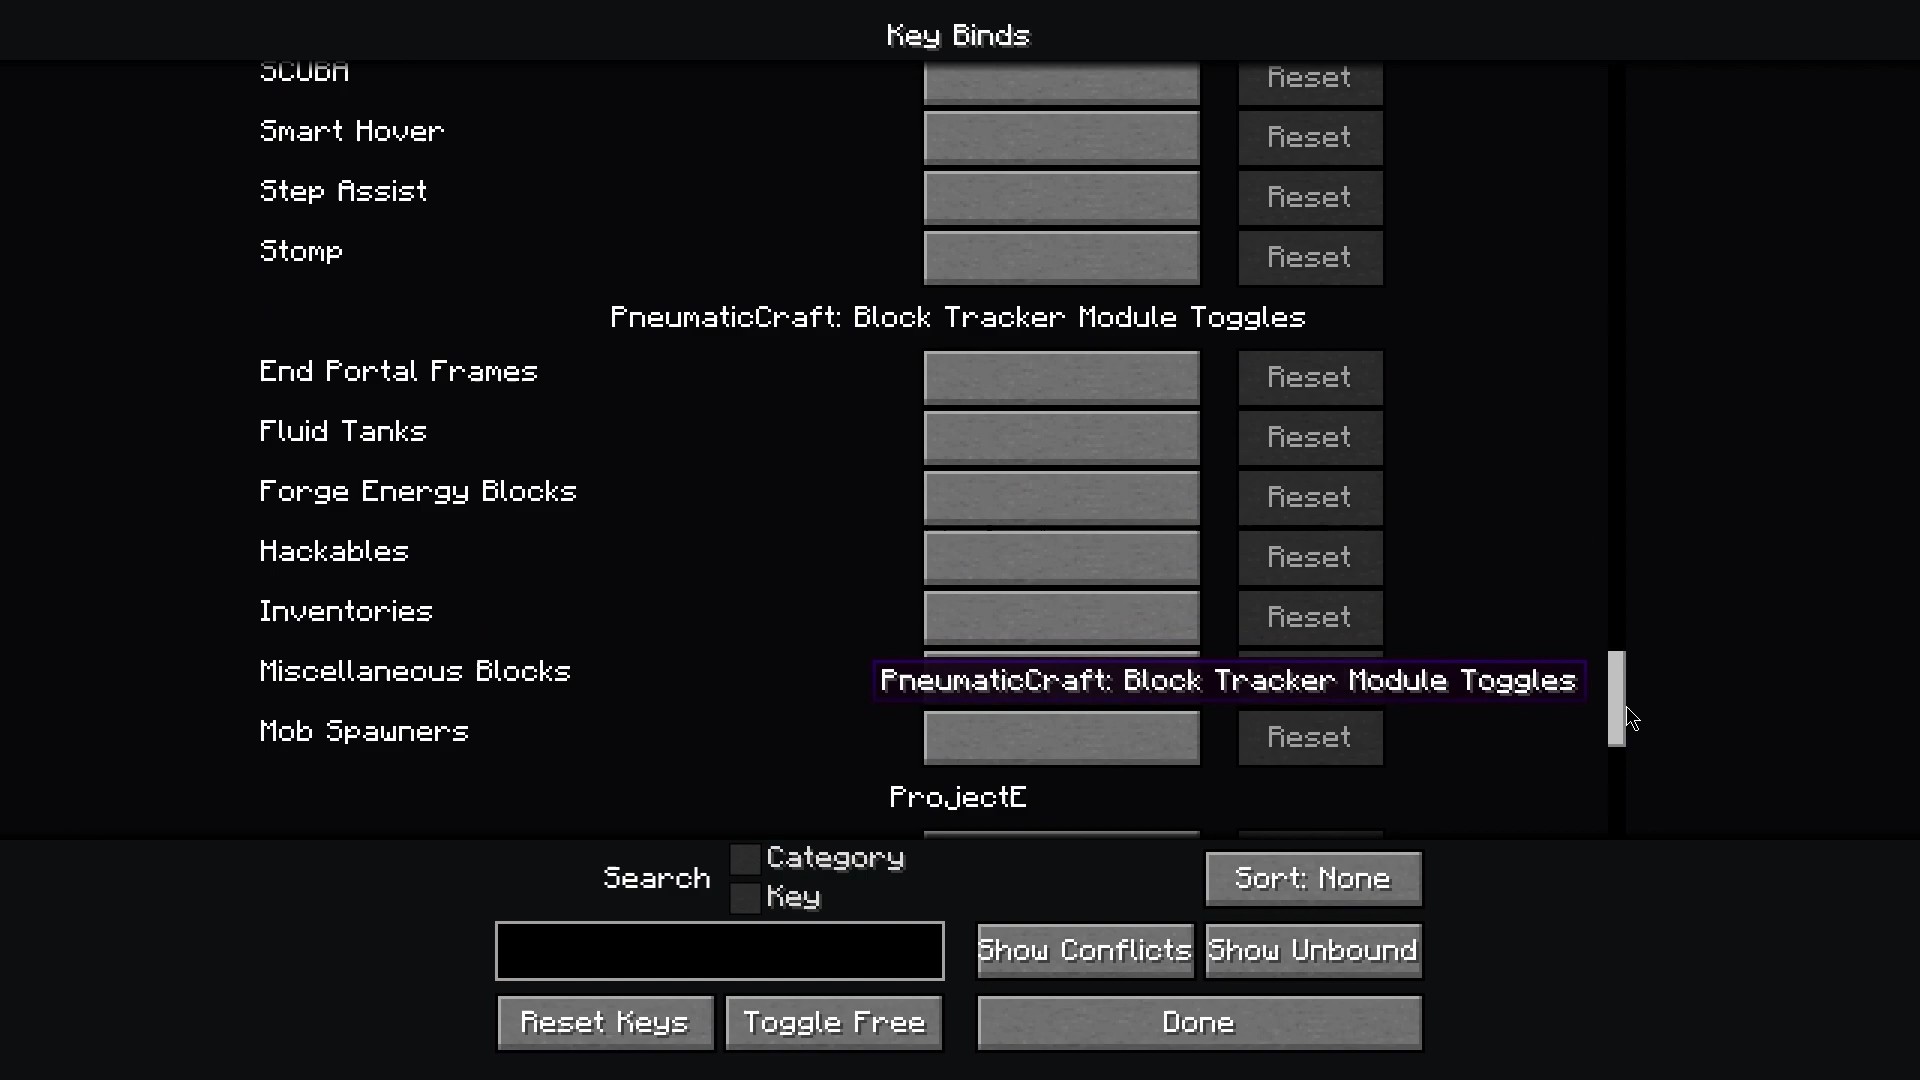 Key Binds
SCUBA Reset
Smart Hover Reset
Step Assist Reset
Stomp Reset
PneumaticCraft: Block Tracker Module Toggles
End Portal Frames Reset
Fluid Tanks Reset
Forge Energy Blocks Reset
Hackables Reset
Inventories Reset
Miscellaneous Blocks PneumaticCraft: Block Tracker Module Toggles
Mob Spawners Reset
ProjectE
Search Category Sort: None
Key
Show Conflicts Show Unbound
Reset Keys Toggle Free Done